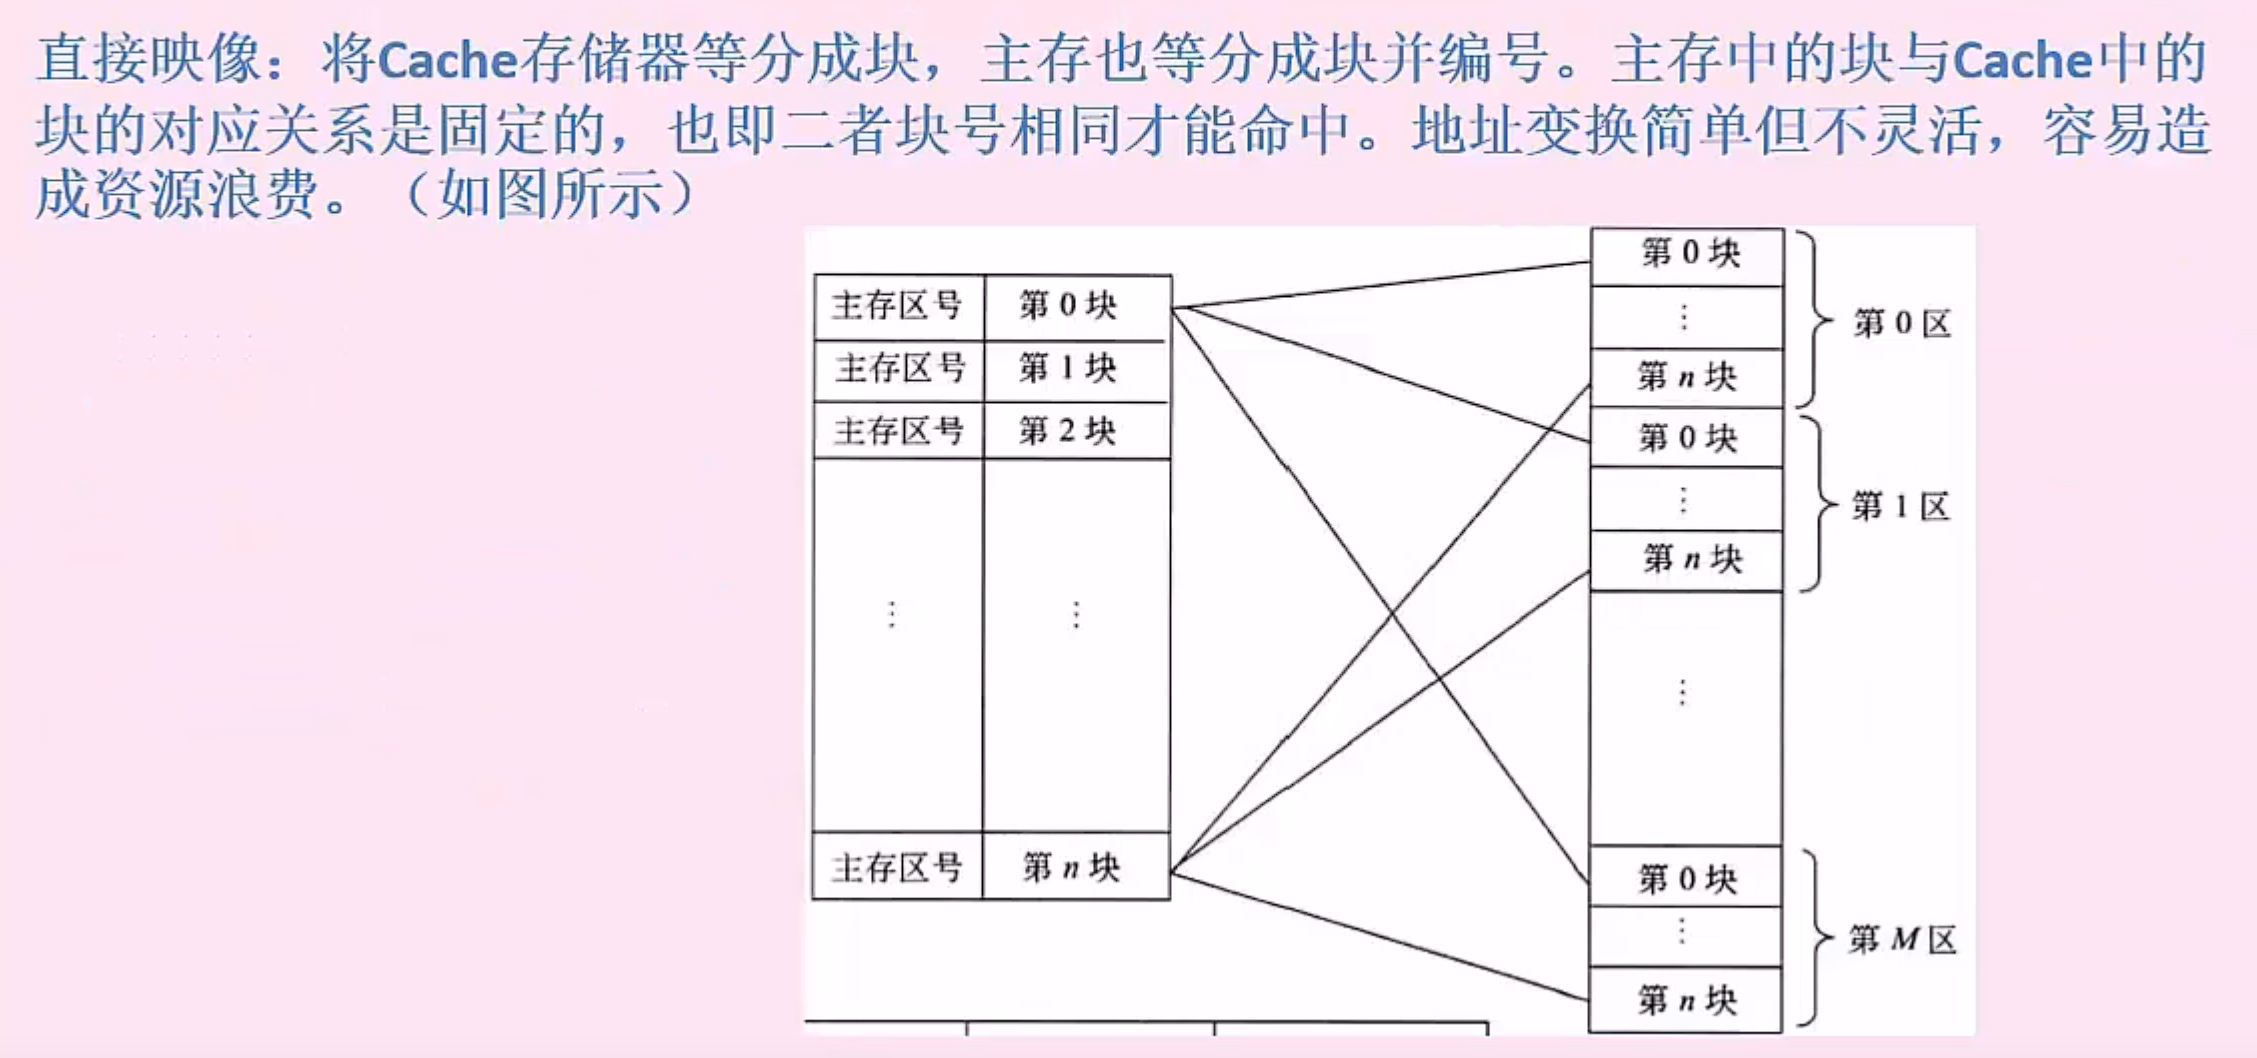 直接映像：将Cache存储器等分成块，主存也等分成块并编号。主存中的块与Cache中的
块的对应关系是固定的，也即二者块号相同才能命中。地址变换简单但不灵活，容易造
成资源浪费。（如图所示）
主存区号 第 0 块
主存区号 第 1 块
主存区号 第 2 块
⋮ ⋮
主存区号 第 n 块
第 0 块
⋮
第 n 块
第 0 区
第 0 块
⋮
第 n 块
第 1 区
⋮
第 0 块
⋮
第 n 块
第 M 区